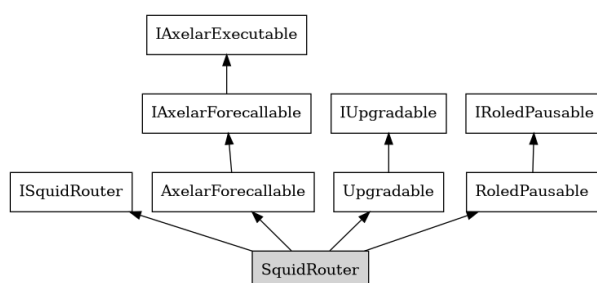 IAxelarExecutable
IAxelarForecallable
IUpgradable
IRoledPausable
ISquidRouter
AxelarForecallable
Upgradable
RoledPausable
SquidRouter